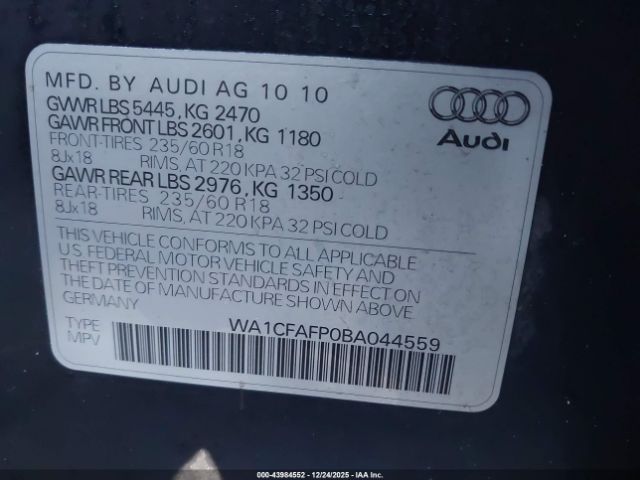 MFD. BY AUDI AG 10 10
GVWR LBS 5445, KG 2470
GAWR FRONT LBS 2601, KG 1180
FRONT-TIRES 235/60 R18
8Jx18 RIMS, AT 220 KPA 32 PSI COLD
GAWR REAR LBS 2976, KG 1350
REAR-TIRES 235/60 R18
8Jx18 RIMS, AT 220 KPA 32 PSI COLD
Audi
THIS VEHICLE CONFORMS TO ALL APPLICABLE
U.S. FEDERAL MOTOR VEHICLE SAFETY AND
THEFT PREVENTION STANDARDS IN EFFECT ON
THE DATE OF MANUFACTURE SHOWN ABOVE
GERMANY
WA1CFAFP0BA044559
TYPE:
MPV
000-43984552 - 12/24/2025 - IAA Inc.